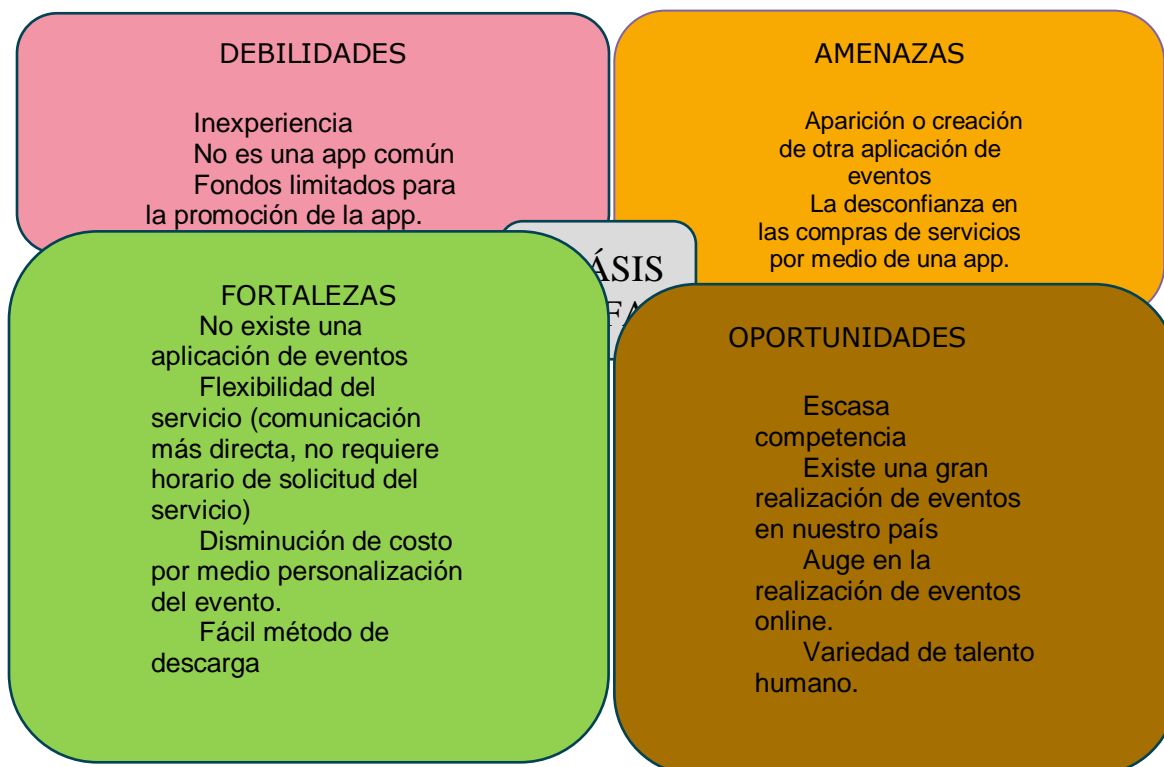 DEBILIDADES
Inexperiencia
No es una app común
Fondos limitados para
la promoción de la app.
AMENAZAS
Aparición o creación
de otra aplicación de
eventos
La desconfianza en
las compras de servicios
por medio de una app.
FORTALEZAS
No existe una
aplicación de eventos
Flexibilidad del
servicio (comunicación
más directa, no requiere
horario de solicitud del
servicio)
Disminución de costo
por medio personalización
del evento.
Fácil método de
descarga
OPORTUNIDADES
Escasa
competencia
Existe una gran
realización de eventos
en nuestro país
Auge en la
realización de eventos
online.
Variedad de talento
humano.